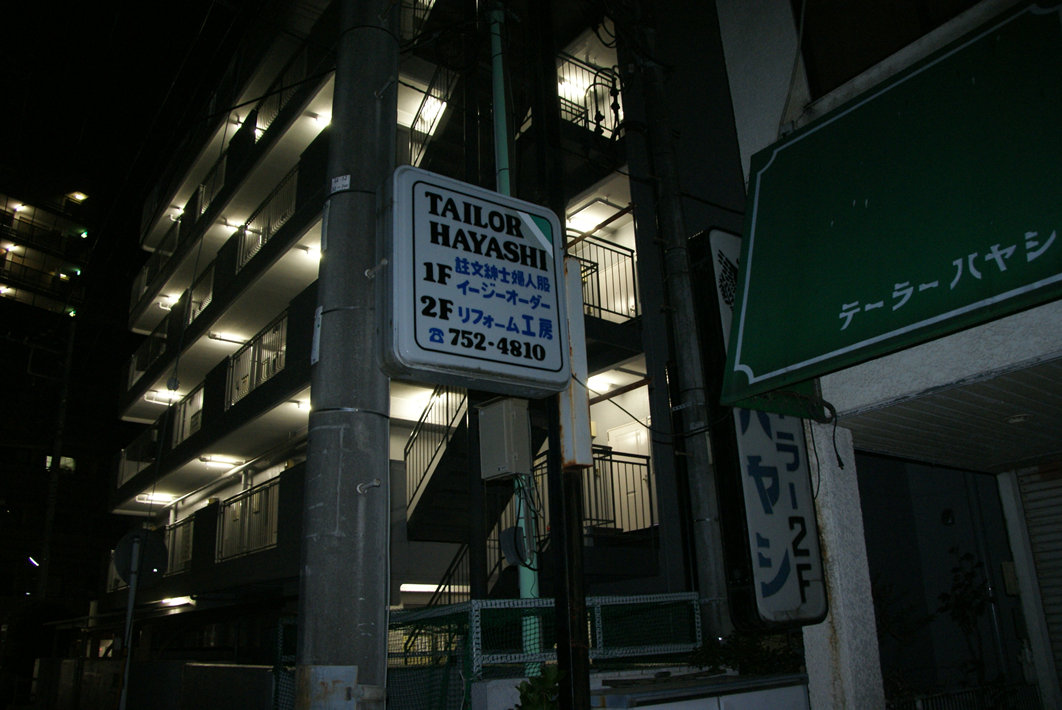 TAILOR
HAYASHI
1F 註文紳士婦人服
イージーオーダー
2F リフォーム工房
☎752-4810
テーラーハヤシ
ラー2F
ハヤシ